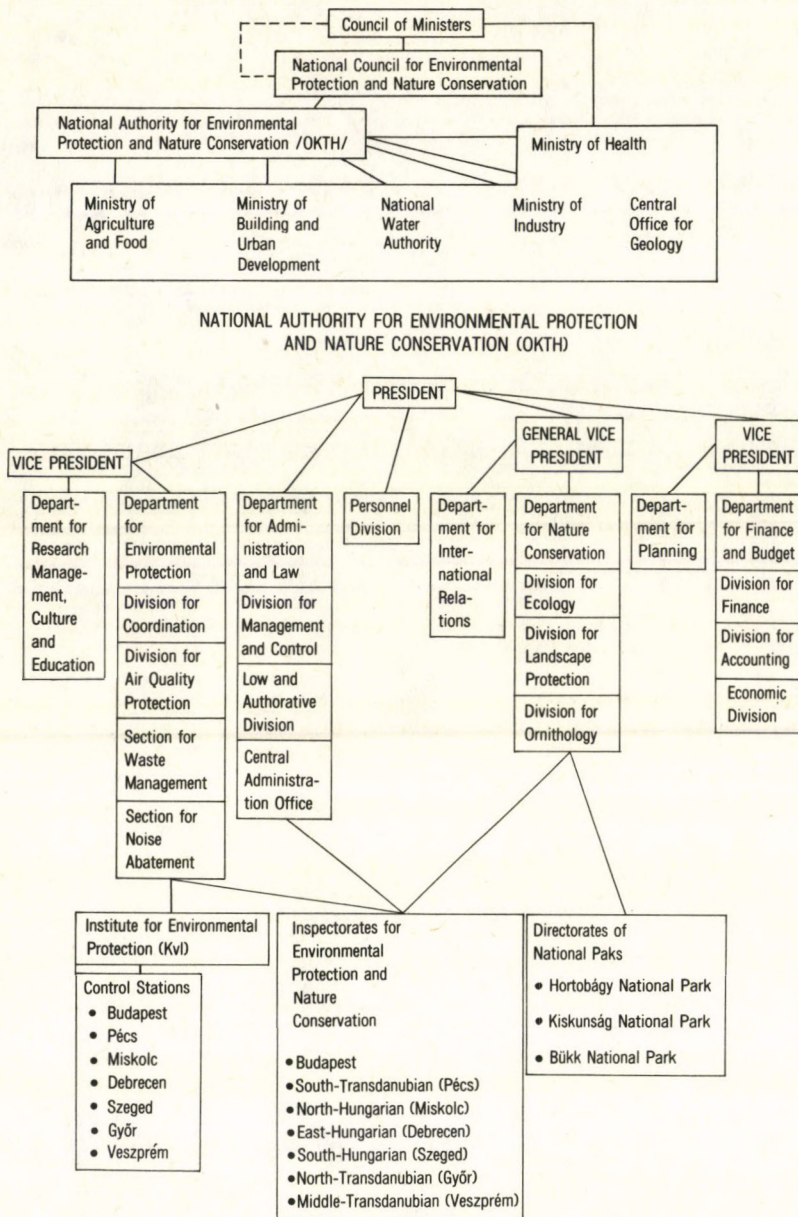 Council of Ministers
National Council for Environmental
Protection and Nature Conservation
National Authority for Environmental
Protection and Nature Conservation /OKTH/
Ministry of Health
Ministry of
Agriculture
and Food
Ministry of
Building and
Urban
Development
National
Water
Authority
Ministry of
Industry
Central
Office for
Geology
NATIONAL AUTHORITY FOR ENVIRONMENTAL PROTECTION
AND NATURE CONSERVATION (OKTH)
PRESIDENT
VICE PRESIDENT
GENERAL VICE
PRESIDENT
VICE
PRESIDENT
Depart-
ment for
Research
Manage-
ment,
Culture
and
Education
Department
for
Environmental
Protection
Division for
Coordination
Division for
Air Quality
Protection
Section for
Waste
Management
Section for
Noise
Abatement
Department
for Admi-
nistration
and Law
Division for
Management
and Control
Low and
Authorative
Division
Central
Administra-
tion Office
Personnel
Division
Depart-
ment for
Inter-
national
Rela-
tions
Department
for Nature
Conservation
Division for
Ecology
Division for
Landscape
Protection
Division for
Ornithology
Depart-
ment for
Planning
Department
for Finance
and Budget
Division for
Finance
Division for
Accounting
Economic
Division
Institute for Environmental
Protection (KvI)
Control Stations
• Budapest
• Pécs
• Miskolc
• Debrecen
• Szeged
• Győr
• Veszprém
Inspectorates for
Environmental
Protection and
Nature
Conservation
• Budapest
• South-Transdanubian (Pécs)
• North-Hungarian (Miskolc)
• East-Hungarian (Debrecen)
• South-Hungarian (Szeged)
• North-Transdanubian (Győr)
• Middle-Transdanubian (Veszprém)
Directorates of
National Paks
• Hortobágy National Park
• Kiskunság National Park
• Bükk National Park